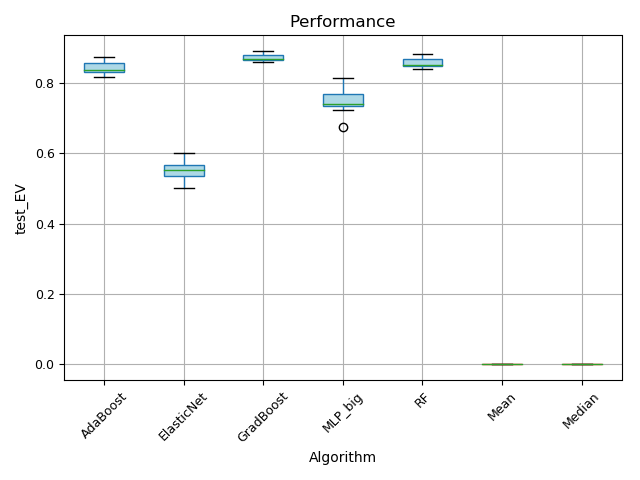 Performance
test_EV
0.8
0.6
0.4
0.2
0.0
AdaBoost
ElasticNet
GradBoost
MLP_big
RF
Mean
Median
Algorithm